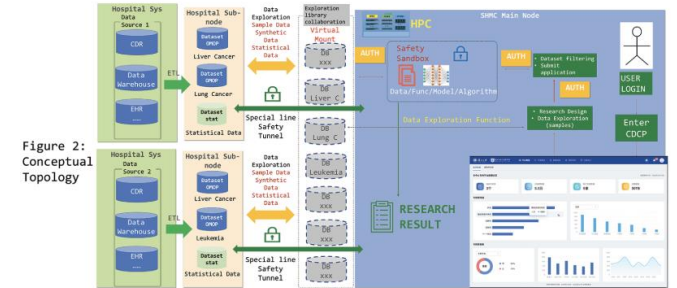 Figure 2:
Conceptual
Topology
Hospital Sys
Data
Source 1
CDR
Data
Warehouse
EHR
......
ETL
Hospital Sub-
node
Dataset
OMOP
Liver Cancer
Dataset
OMOP
Lung Cancer
Dataset
stat
Statistical Data
Data
Exploration
Sample Data
Synthetic
Data
Statistical
Data
Special line
Safety
Tunnel
Hospital Sys
Data
Source 2
CDR
Data
Warehouse
EHR
......
ETL
Hospital Sub-
node
Dataset
OMOP
Liver Cancer
Dataset
OMOP
Leukemia
Dataset
stat
Statistical Data
Data
Exploration
Sample Data
Synthetic
Data
Statistical
Data
Special line
Safety
Tunnel
Exploration
library
collaboration
Virtual
Mount
DB
xxx
DB
Liver C
DB
Lung C
DB
Leukemia
DB
xxx
DB
xxx
DB
xxx
HPC
SHMC Main Node
AUTH
Safety
Sandbox
Data/Func/Model/Algorithm
AUTH
• Dataset filtering
• Submit
application
AUTH
• Research Design
• Data Exploration
(samples)
Data Exploration Function
USER
LOGIN
Enter
CDCP
RESEARCH
RESULT